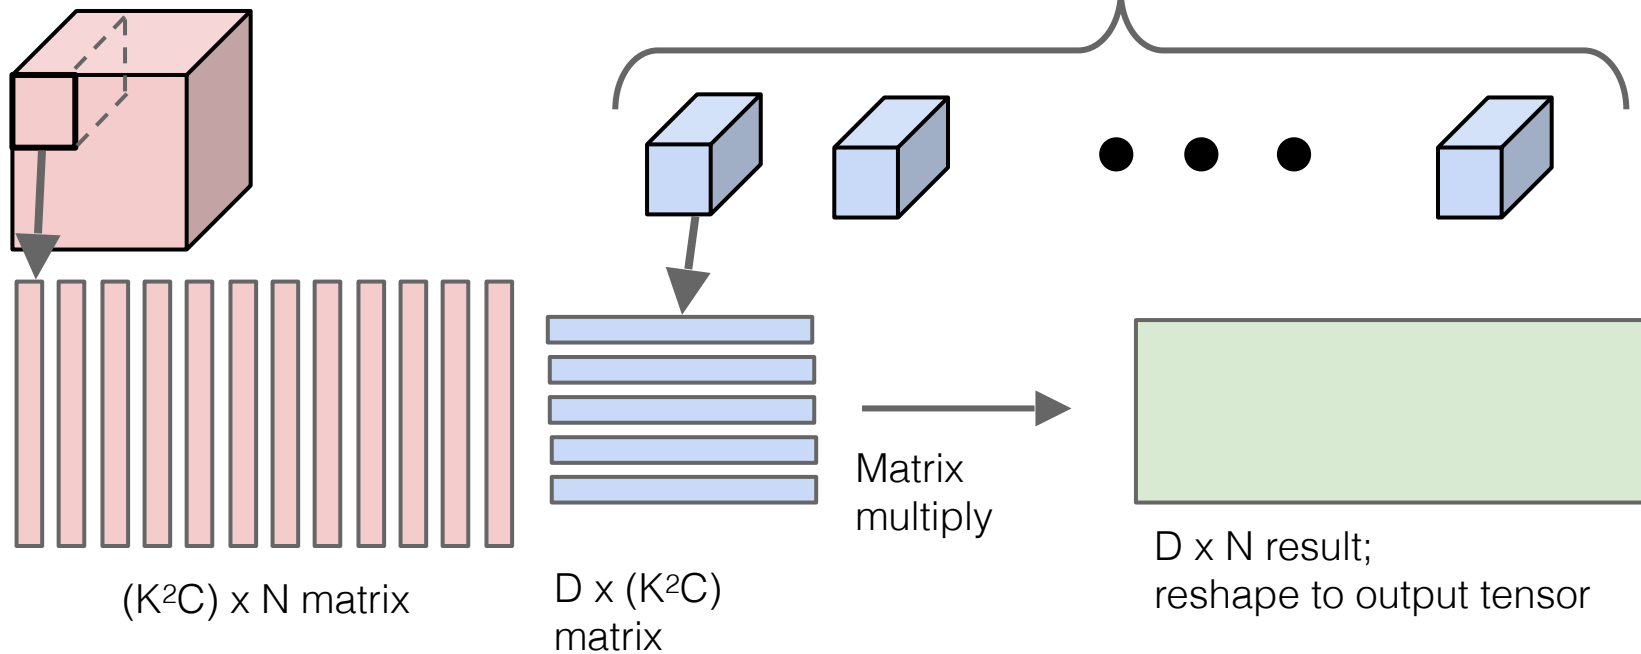 (K²C) x N matrix
D x (K²C)
matrix
Matrix
multiply
D x N result;
reshape to output tensor